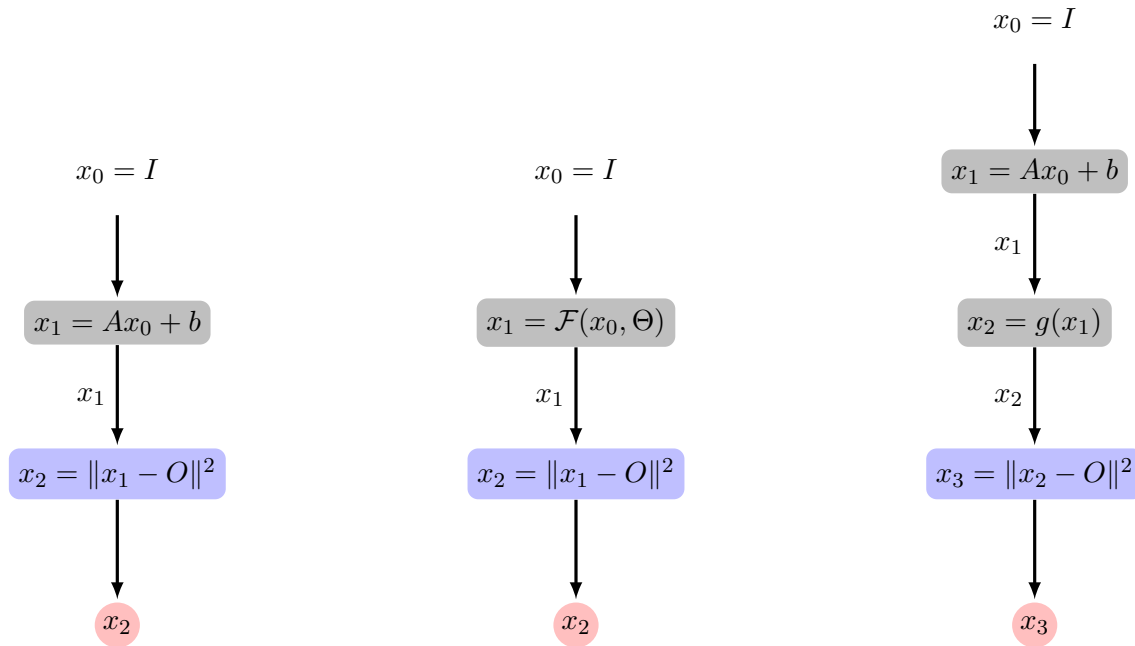 x_0 = I
x_1 = Ax_0 + b
x_1
x_2 = ‖x_1 − O‖^2
x_2
x_0 = I
x_1 = \mathcal{F}(x_0, Θ)
x_1
x_2 = ‖x_1 − O‖^2
x_2
x_0 = I
x_1 = Ax_0 + b
x_1
x_2 = g(x_1)
x_2
x_3 = ‖x_2 − O‖^2
x_3